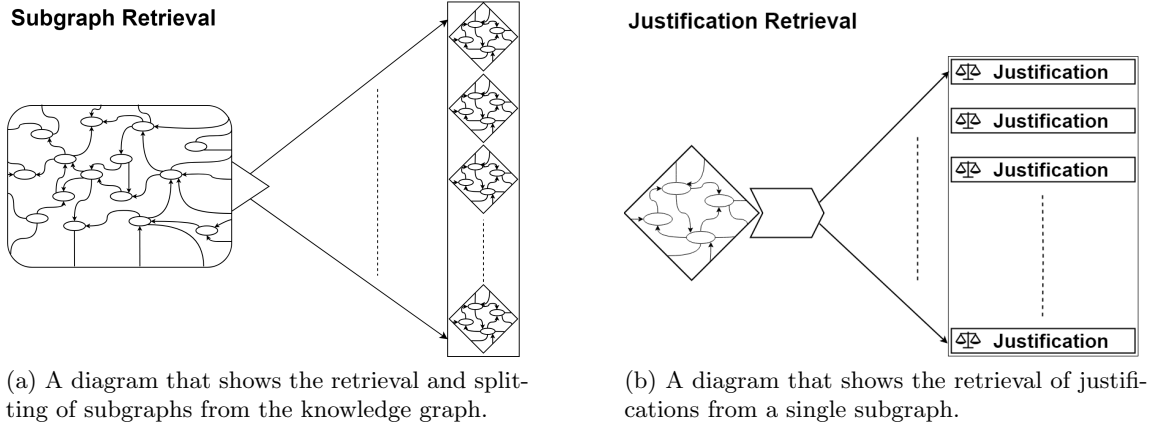 Subgraph Retrieval
(a) A diagram that shows the retrieval and split-
ting of subgraphs from the knowledge graph.
Justification Retrieval
Justification
Justification
Justification
Justification
(b) A diagram that shows the retrieval of justifi-
cations from a single subgraph.